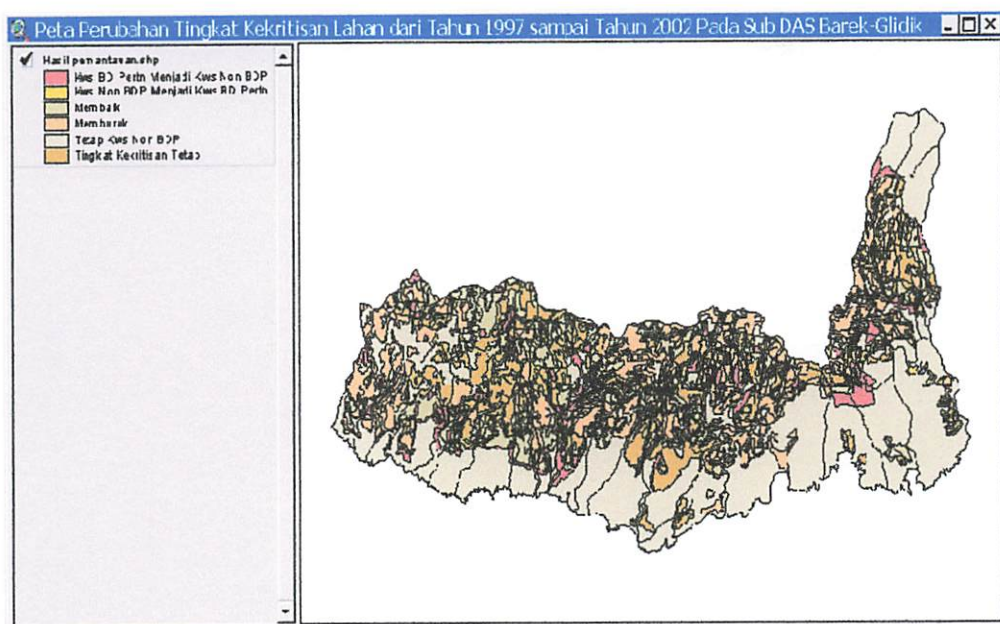 Peta Perubahan Tingkat Kekritisan Lahan dari Tahun 1997 sampai Tahun 2002 Pada Sub DAS Barek-Glidik
Hasil pemantauan.shp
Kws BD Pertn Menjadi Kws Non BDP
Kws Non BDP Menjadi Kws BD Pertn
Membaik
Memburuk
Tetap Kws Non BDP
Tingkat Kekritisan Tetap